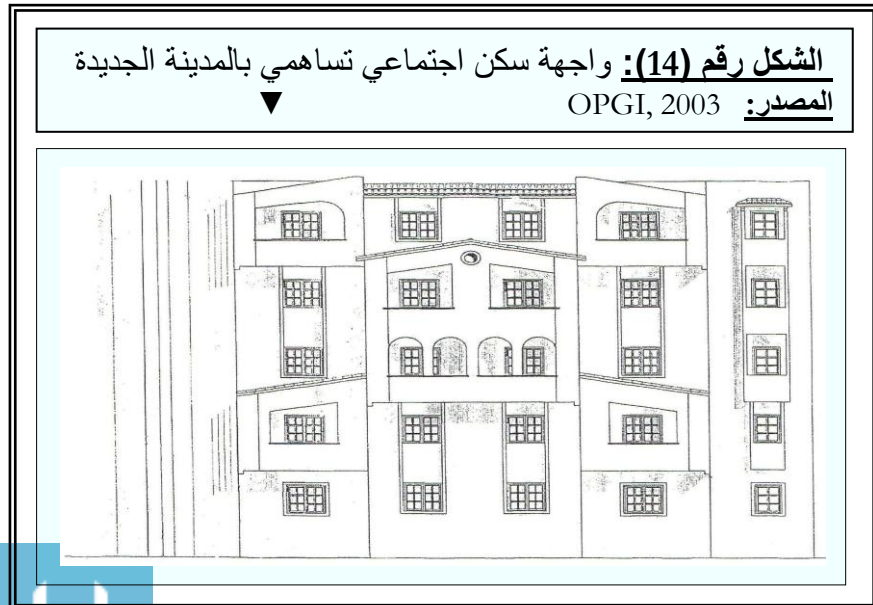 الشكل رقم (14): واجهة سكن اجتماعي تساهمي بالمدينة الجديدة
المصدر: OPGI, 2003 ▼